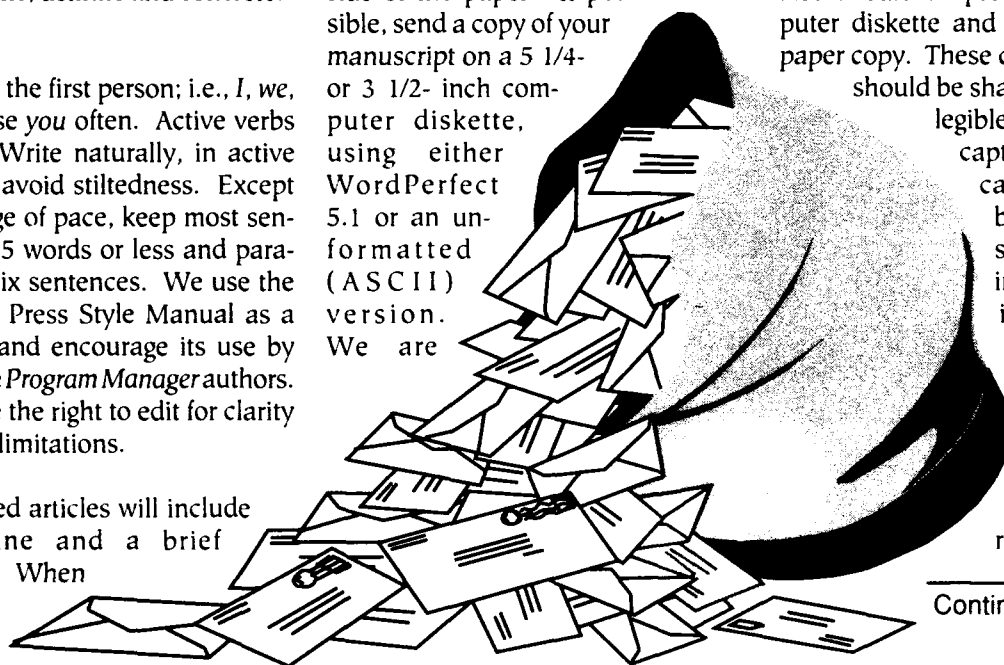 the first person; i.e., I, we,
se you often. Active verbs
Write naturally, in active
avoid stiltedness. Except
ge of pace, keep most sen-
5 words or less and para-
ix sentences. We use the
Press Style Manual as a
and encourage its use by
Program Manager authors.
the right to edit for clarity
limitations.
ed articles will include
ne and a brief
When
sible, send a copy of your
manuscript on a 5 1/4-
or 3 1/2- inch com-
puter diskette,
using either
WordPerfect
5.1 or an un-
formatted
(ASCII)
version.
We are
puter diskette and
paper copy. These c
should be sha
legible
capt
ca
b
s
i
r
Contin